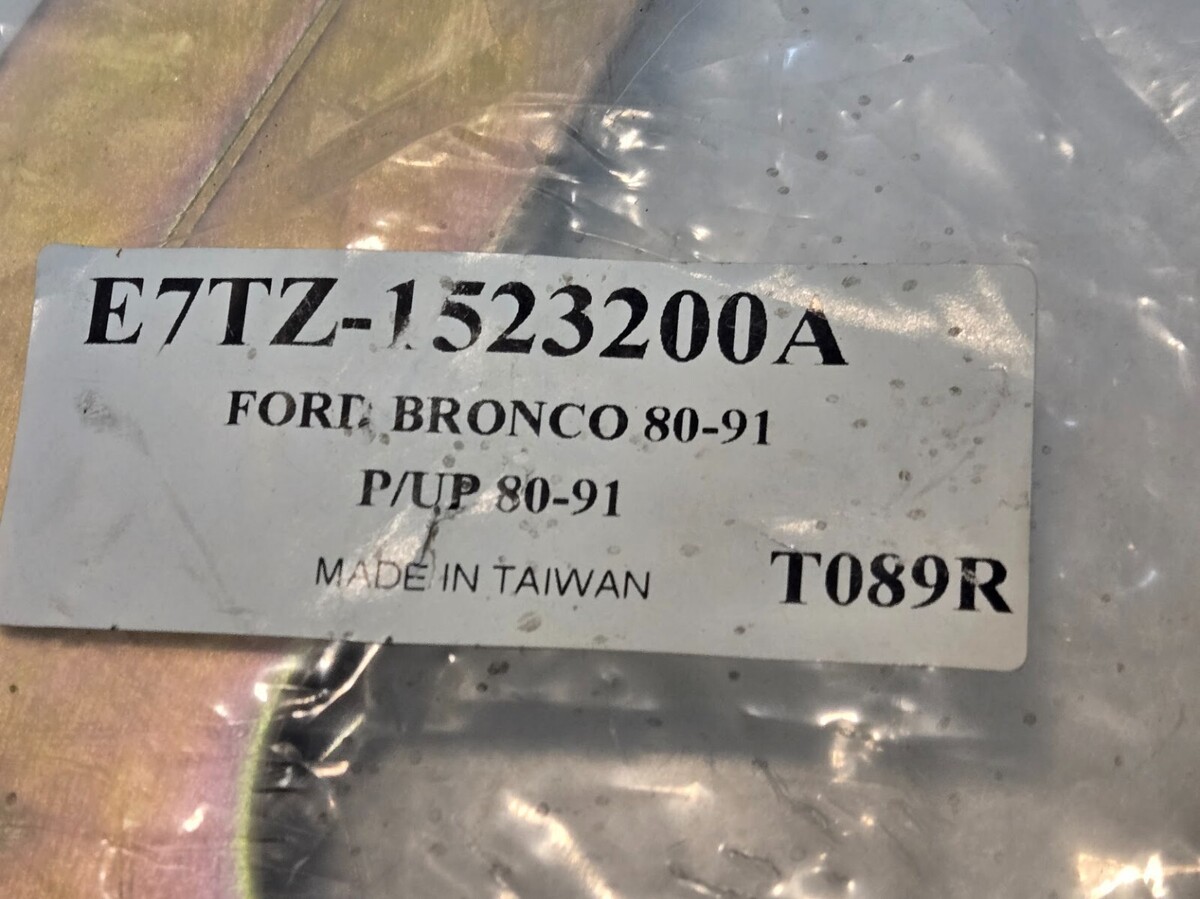 E7TZ-1523200A
FORD BRONCO 80-91
P/UP 80-91
MADE IN TAIWAN
T089R